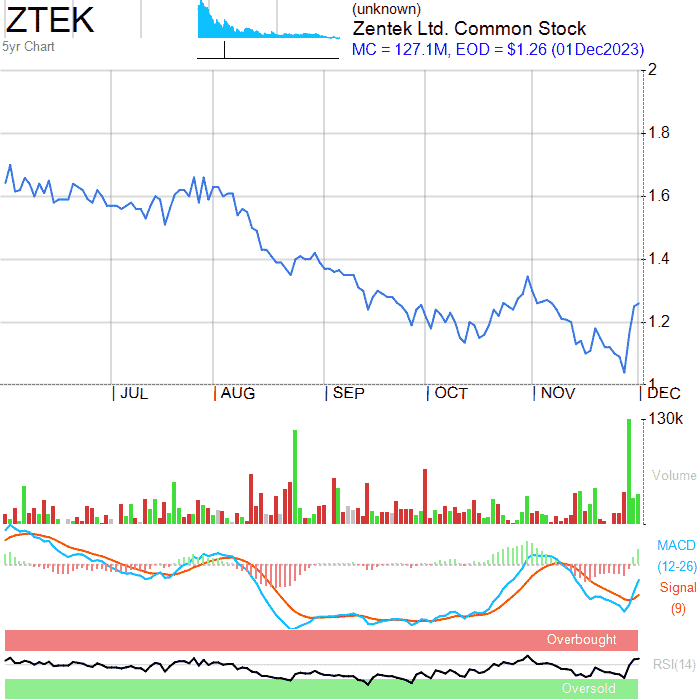 ZTEK
5yr Chart
(unknown)
Zentek Ltd. Common Stock
MC = 127.1M, EOD = $1.26 (01Dec2023)
2
1.8
1.6
1.4
1.2
1
JUL AUG SEP OCT NOV DEC
130k
Volume
MACD
(12-26)
Signal
(9)
Overbought
RSI(14)
Oversold